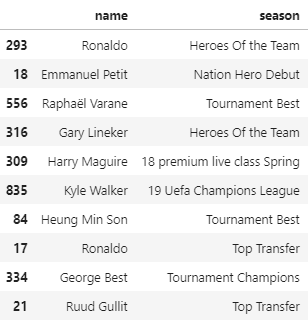 name season
293 Ronaldo Heroes Of the Team
18 Emmanuel Petit Nation Hero Debut
556 Raphaël Varane Tournament Best
316 Gary Lineker Heroes Of the Team
309 Harry Maguire 18 premium live class Spring
835 Kyle Walker 19 Uefa Champions League
84 Heung Min Son Tournament Best
17 Ronaldo Top Transfer
334 George Best Tournament Champions
21 Ruud Gullit Top Transfer